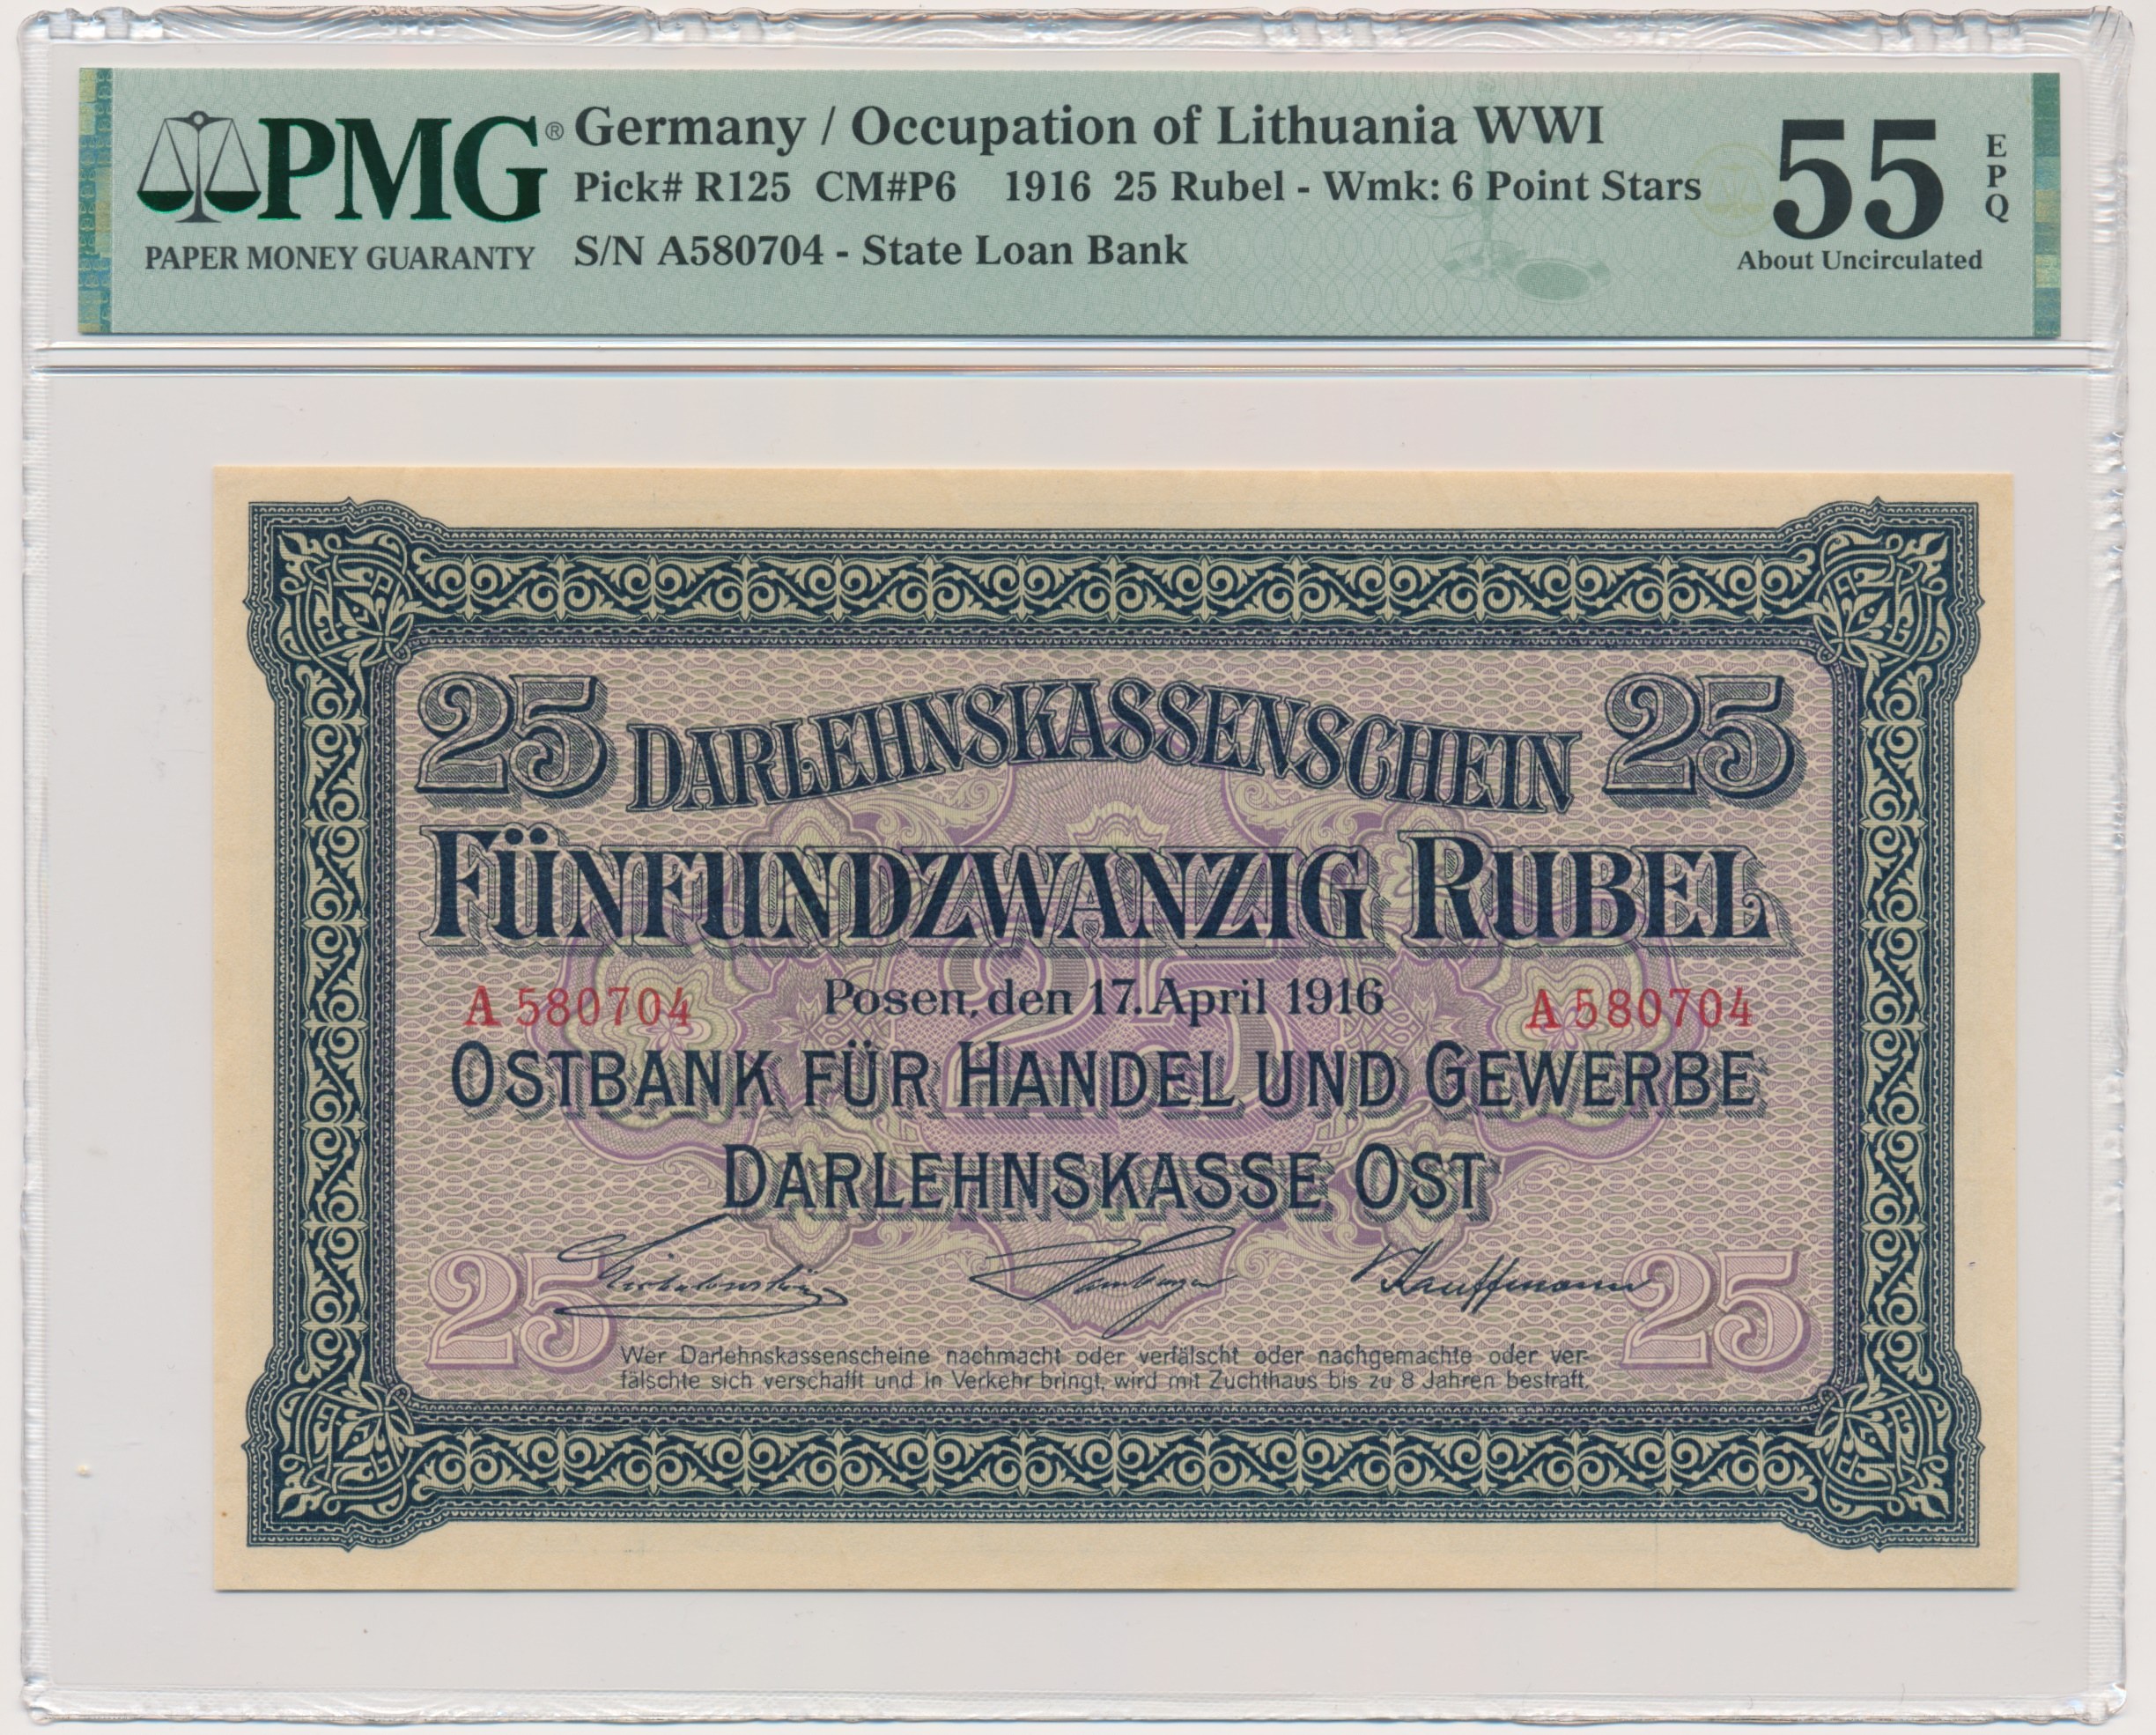 PMG®
PAPER MONEY GUARANTY
Germany / Occupation of Lithuania WWI
Pick# R125 CM#P6 1916 25 Rubel - Wmk: 6 Point Stars
S/N A580704 - State Loan Bank
55
EPQ
About Uncirculated
25 DARLEHNSKASSENSCHEIN 25
FÜNFUNDZWANZIG RUBEL
25
A 580704 Posen, den 17. April 1916 A 580704
OSTBANK FÜR HANDEL UND GEWERBE
DARLEHNSKASSE OST
Hamburger Kauffmann
25 25
Wer Darlehnskassenscheine nachmacht oder verfälscht oder nachgemachte oder ver-
fälschte sich verschafft und in Verkehr bringt, wird mit Zuchthaus bis zu 8 Jahren bestraft.